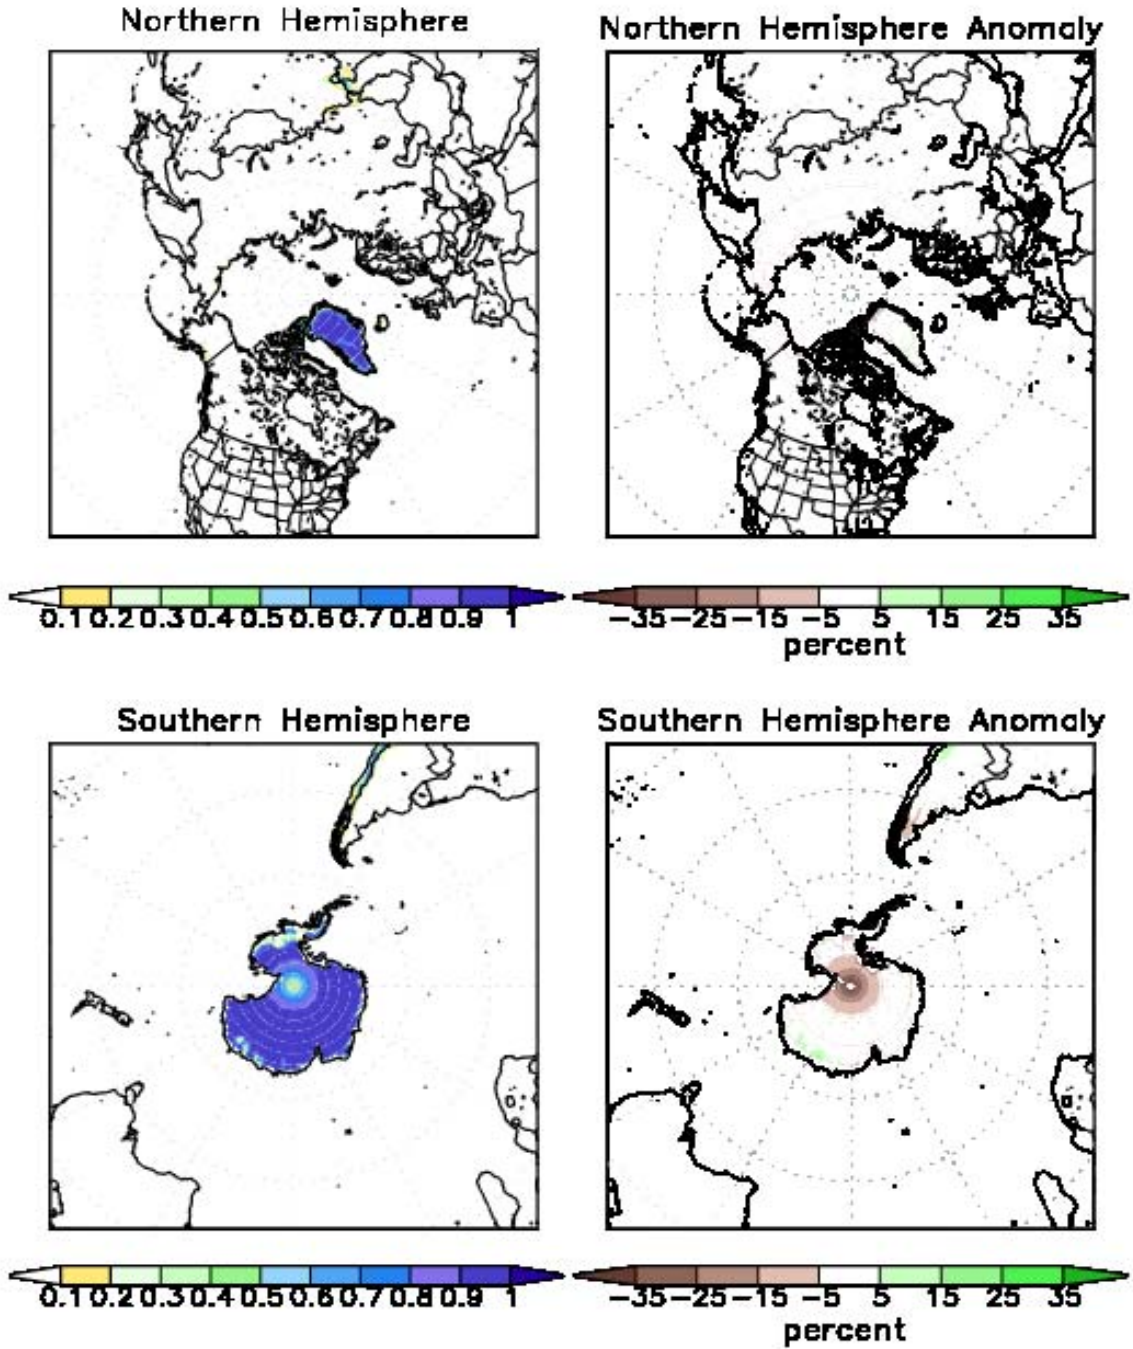 Northern Hemisphere
Northern Hemisphere Anomaly
0.1 0.2 0.3 0.4 0.5 0.6 0.7 0.8 0.9 1
−35 −25 −15 −5 5 15 25 35
percent
Southern Hemisphere
Southern Hemisphere Anomaly
0.1 0.2 0.3 0.4 0.5 0.6 0.7 0.8 0.9 1
−35 −25 −15 −5 5 15 25 35
percent